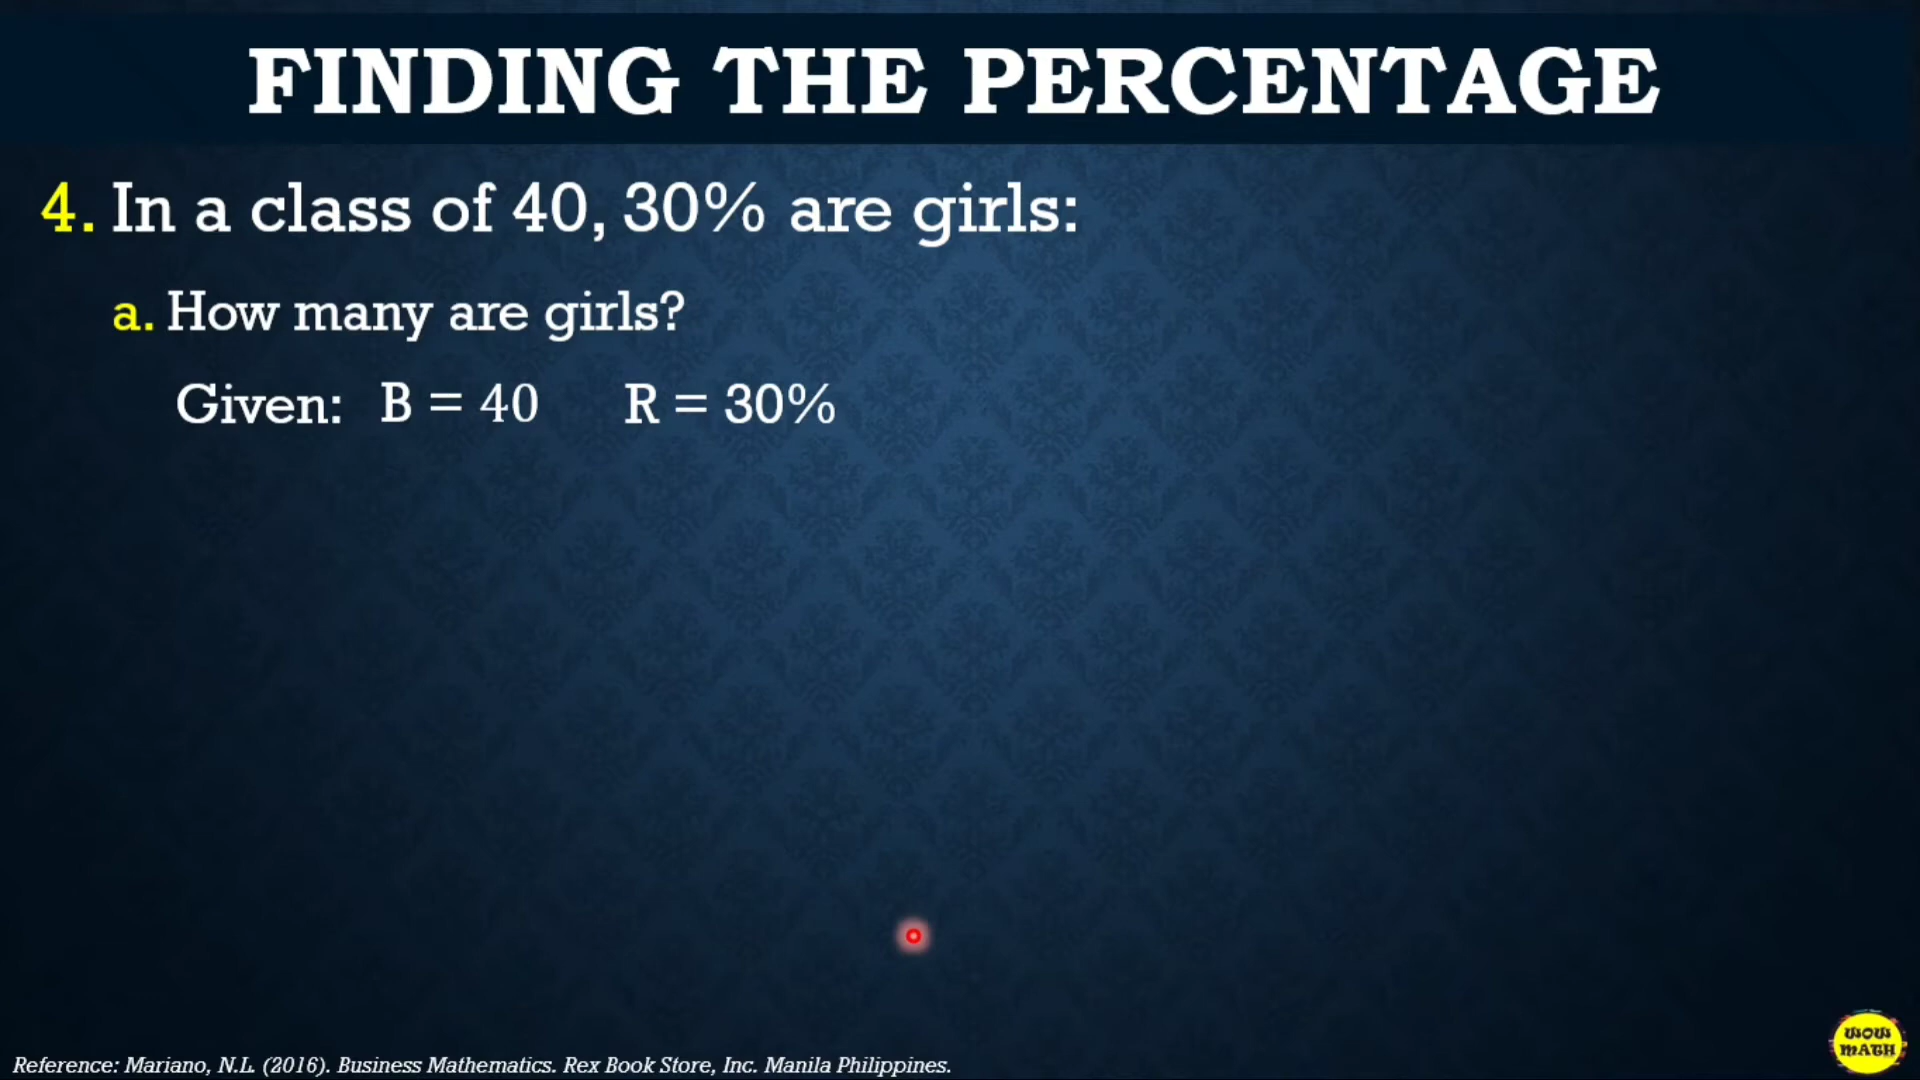 FINDING THE PERCENTAGE
4. In a class of 40, 30% are girls:
a. How many are girls?
Given: B = 40 R = 30%
Reference: Mariano, N.L. (2016). Business Mathematics. Rex Book Store, Inc. Manila Philippines.
WOW
MATH